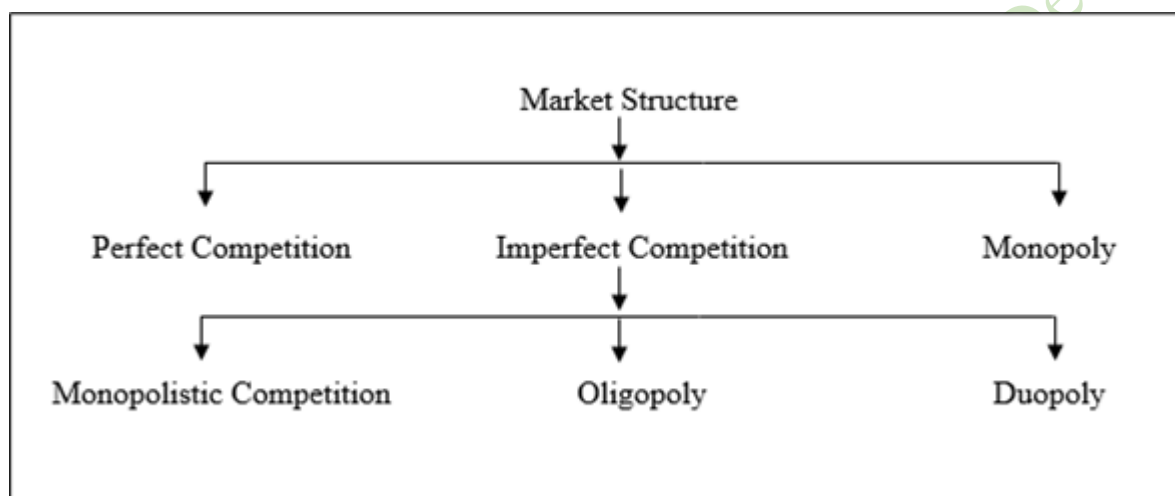 Market Structure
Perfect Competition Imperfect Competition Monopoly
Monopolistic Competition Oligopoly Duopoly